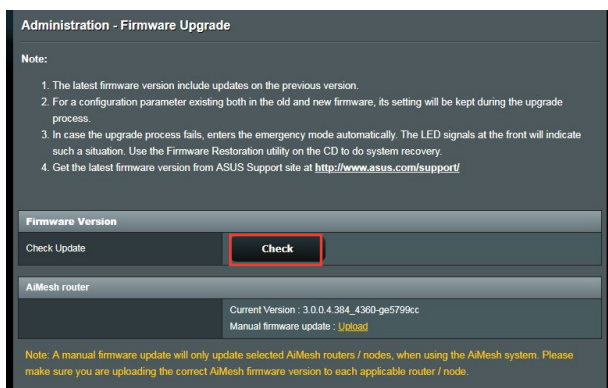 Administration - Firmware Upgrade
Note:
1. The latest firmware version include updates on the previous version.
2. For a configuration parameter existing both in the old and new firmware, its setting will be kept during the upgrade
process.
3. In case the upgrade process fails, enters the emergency mode automatically. The LED signals at the front will indicate
such a situation. Use the Firmware Restoration utility on the CD to do system recovery.
4. Get the latest firmware version from ASUS Support site at http://www.asus.com/support/
Firmware Version
Check Update
Check
AiMesh router
Current Version : 3.0.0.4.384_4360-ge5799cc
Manual firmware update : Upload
Note: A manual firmware update will only update selected AiMesh routers / nodes, when using the AiMesh system. Please
make sure you are uploading the correct AiMesh firmware version to each applicable router / node.